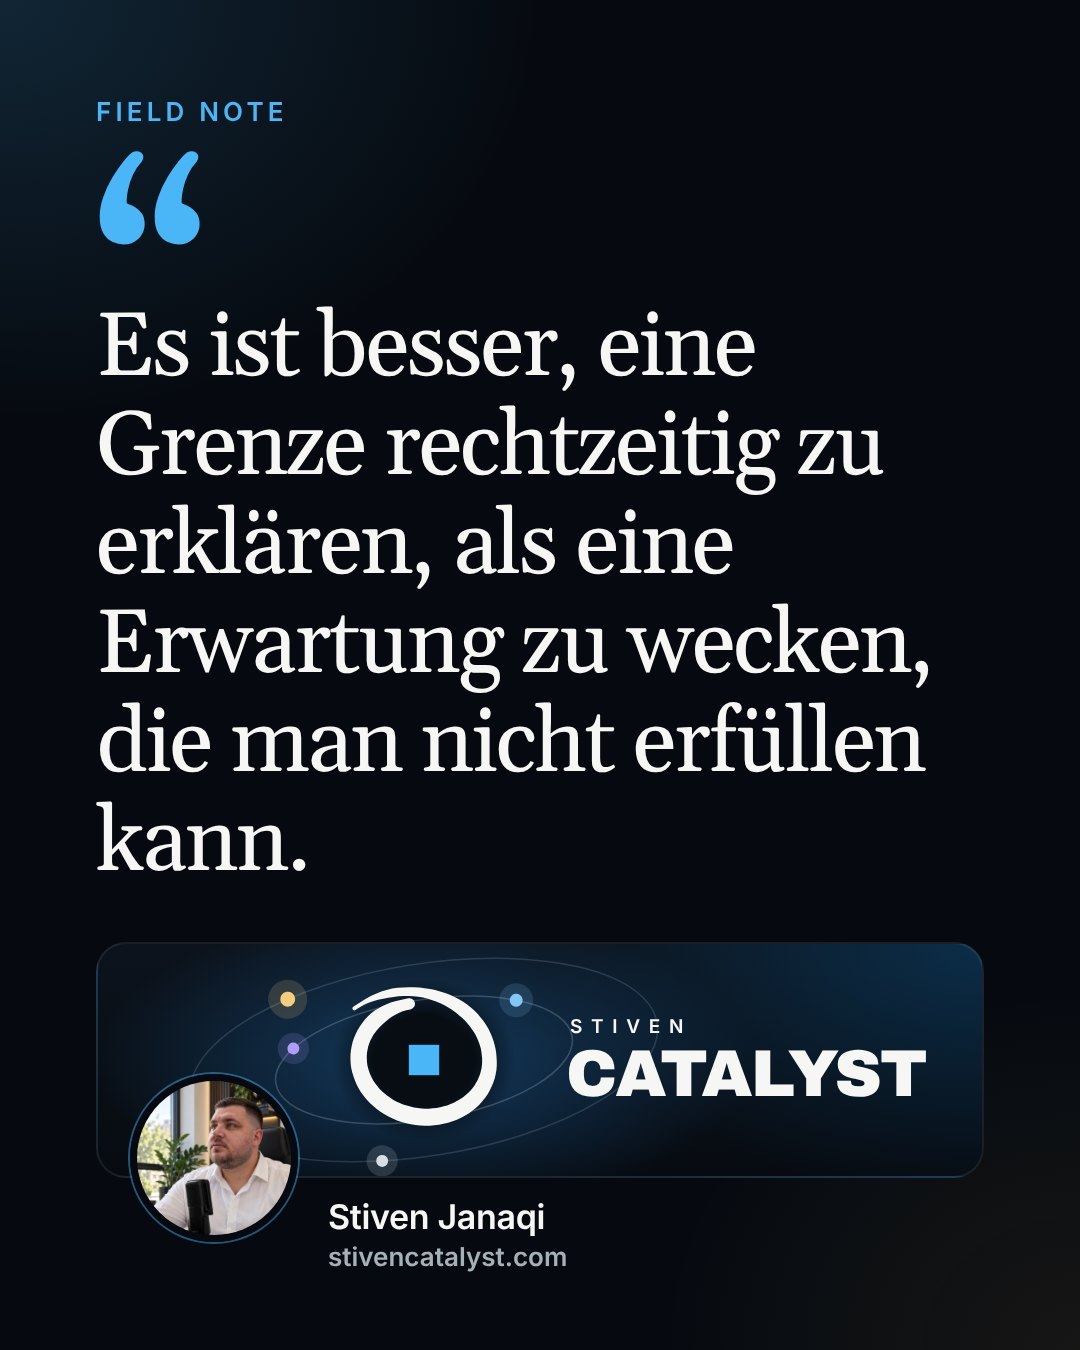 FIELD NOTE
“
Es ist besser, eine
Grenze rechtzeitig zu
erklären, als eine
Erwartung zu wecken,
die man nicht erfüllen
kann.
STIVEN
CATALYST
Stiven Janaqi
stivencatalyst.com